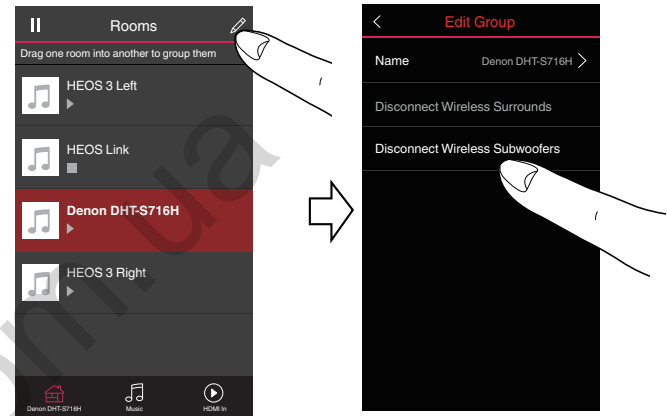 Rooms
Drag one room into another to group them
HEOS 3 Left
HEOS Link
Denon DHT-S716H
HEOS 3 Right
Denon DHT-S716H
Music
HDMI In
Edit Group
Name
Denon DHT-S716H
Disconnect Wireless Surrounds
Disconnect Wireless Subwoofers
om.ua